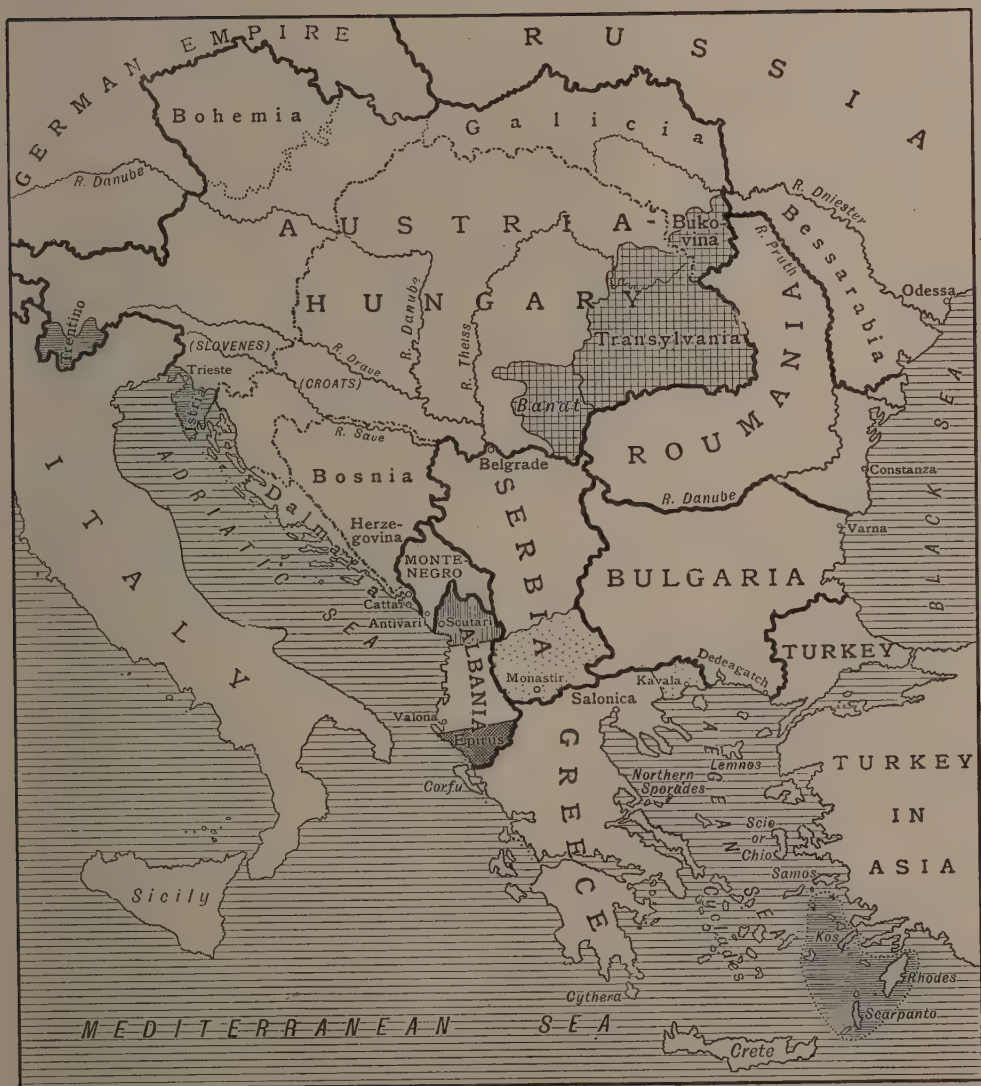 GERMAN EMPIRE
RUSSIA
Bohemia
Galicia
R. Danube
R. Dniester
AUSTRIA-
HUNGARY
Buko-
vina
R. Pruth
Bessarabia
Odessa
Trentino
(SLOVENES)
R. Drave
R. Danube
R. Theiss
Transylvania
ROUMANIA
Trieste
(CROATS)
Istria
Banat
R. Save
Belgrade
Constanza
BLACK SEA
ITALY
ADRIATIC SEA
Dalmatia
Bosnia
Herze-
govina
SERBIA
R. Danube
Varna
MONTE-
NEGRO
BULGARIA
Cattaro
Antivari
Scutari
ALBANIA
TURKEY
Monastir
Kavala
Dedeagatch
Salonica
Valona
Epirus
Corfu
GREECE
AEGEAN SEA
Lemnos
TURKEY
IN
ASIA
Northern
Sporades
Scio
or
Chio
Samos
Sicily
Cyclades
Kos
Rhodes
Cythera
Scarpanto
MEDITERRANEAN SEA
Crete